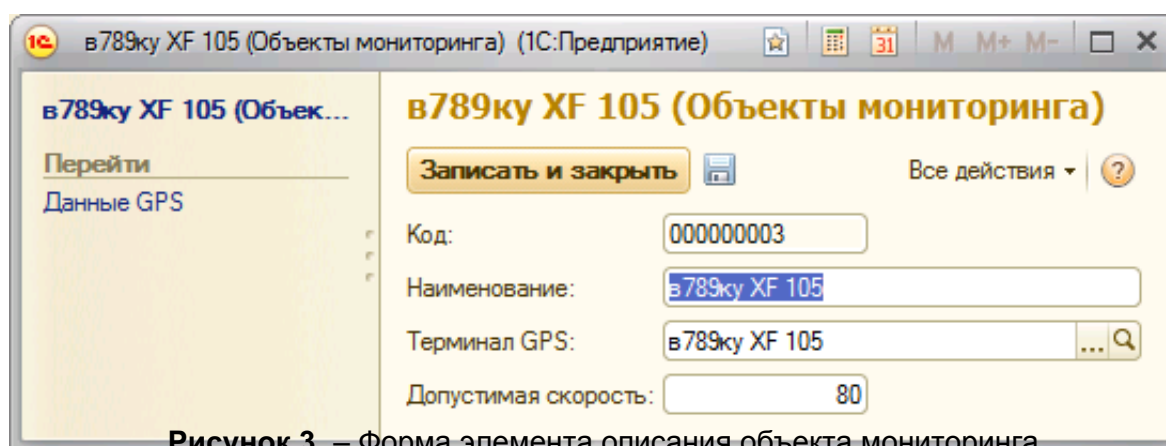 1С в789ку XF 105 (Объекты мониторинга) (1С:Предприятие) 31 M M+ M-
в789ку XF 105 (Объек...
Перейти
Данные GPS
в789ку XF 105 (Объекты мониторинга)
Записать и закрыть Все действия ?
Код: 000000003
Наименование: в789ку XF 105
Терминал GPS: в789ку XF 105 ...
Допустимая скорость: 80
Рисунок 3 – Форма элемента описания объекта мониторинга